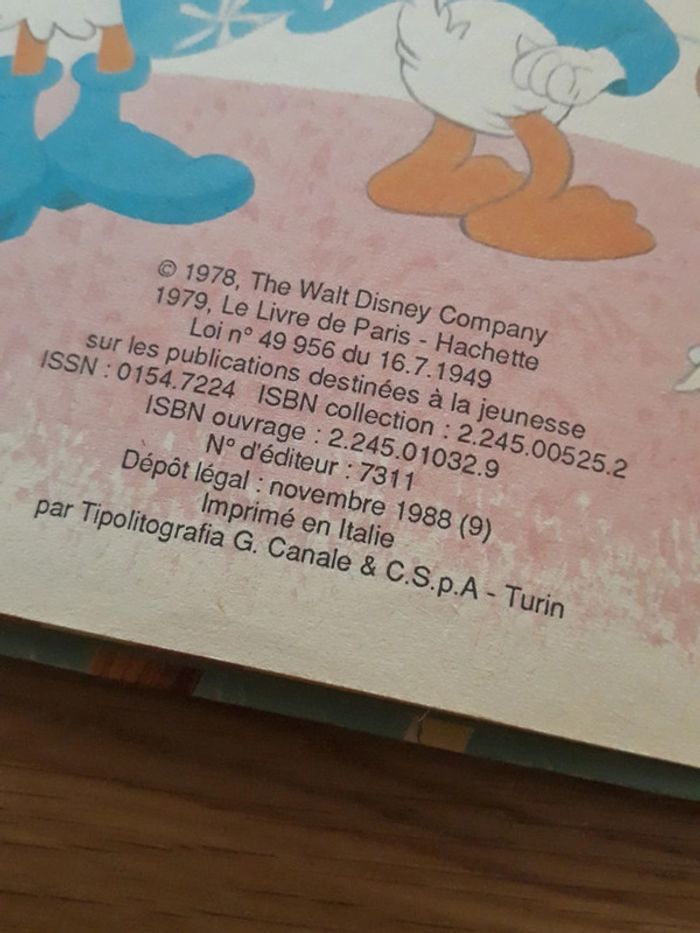 © 1978, The Walt Disney Company
1979, Le Livre de Paris - Hachette
Loi n° 49 956 du 16.7.1949
sur les publications destinées à la jeunesse
ISSN : 0154.7224 ISBN collection : 2.245.00525.2
ISBN ouvrage : 2.245.01032.9
N° d'éditeur : 7311
Dépôt légal : novembre 1988 (9)
Imprimé en Italie
par Tipolitografia G. Canale & C.S.p.A - Turin